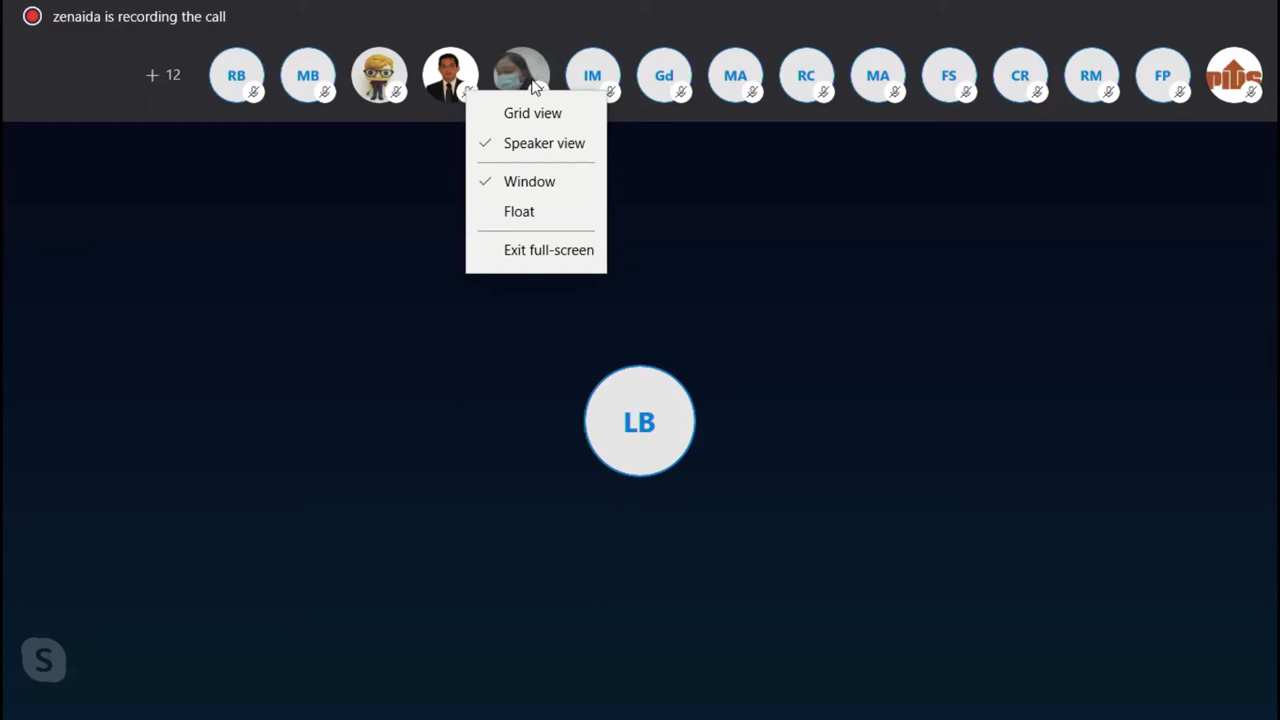 zenaida is recording the call
+ 12
RB
MB
IM
Gd
MA
RC
MA
FS
CR
RM
FP
PIDS
Grid view
Speaker view
Window
Float
Exit full-screen
LB
S